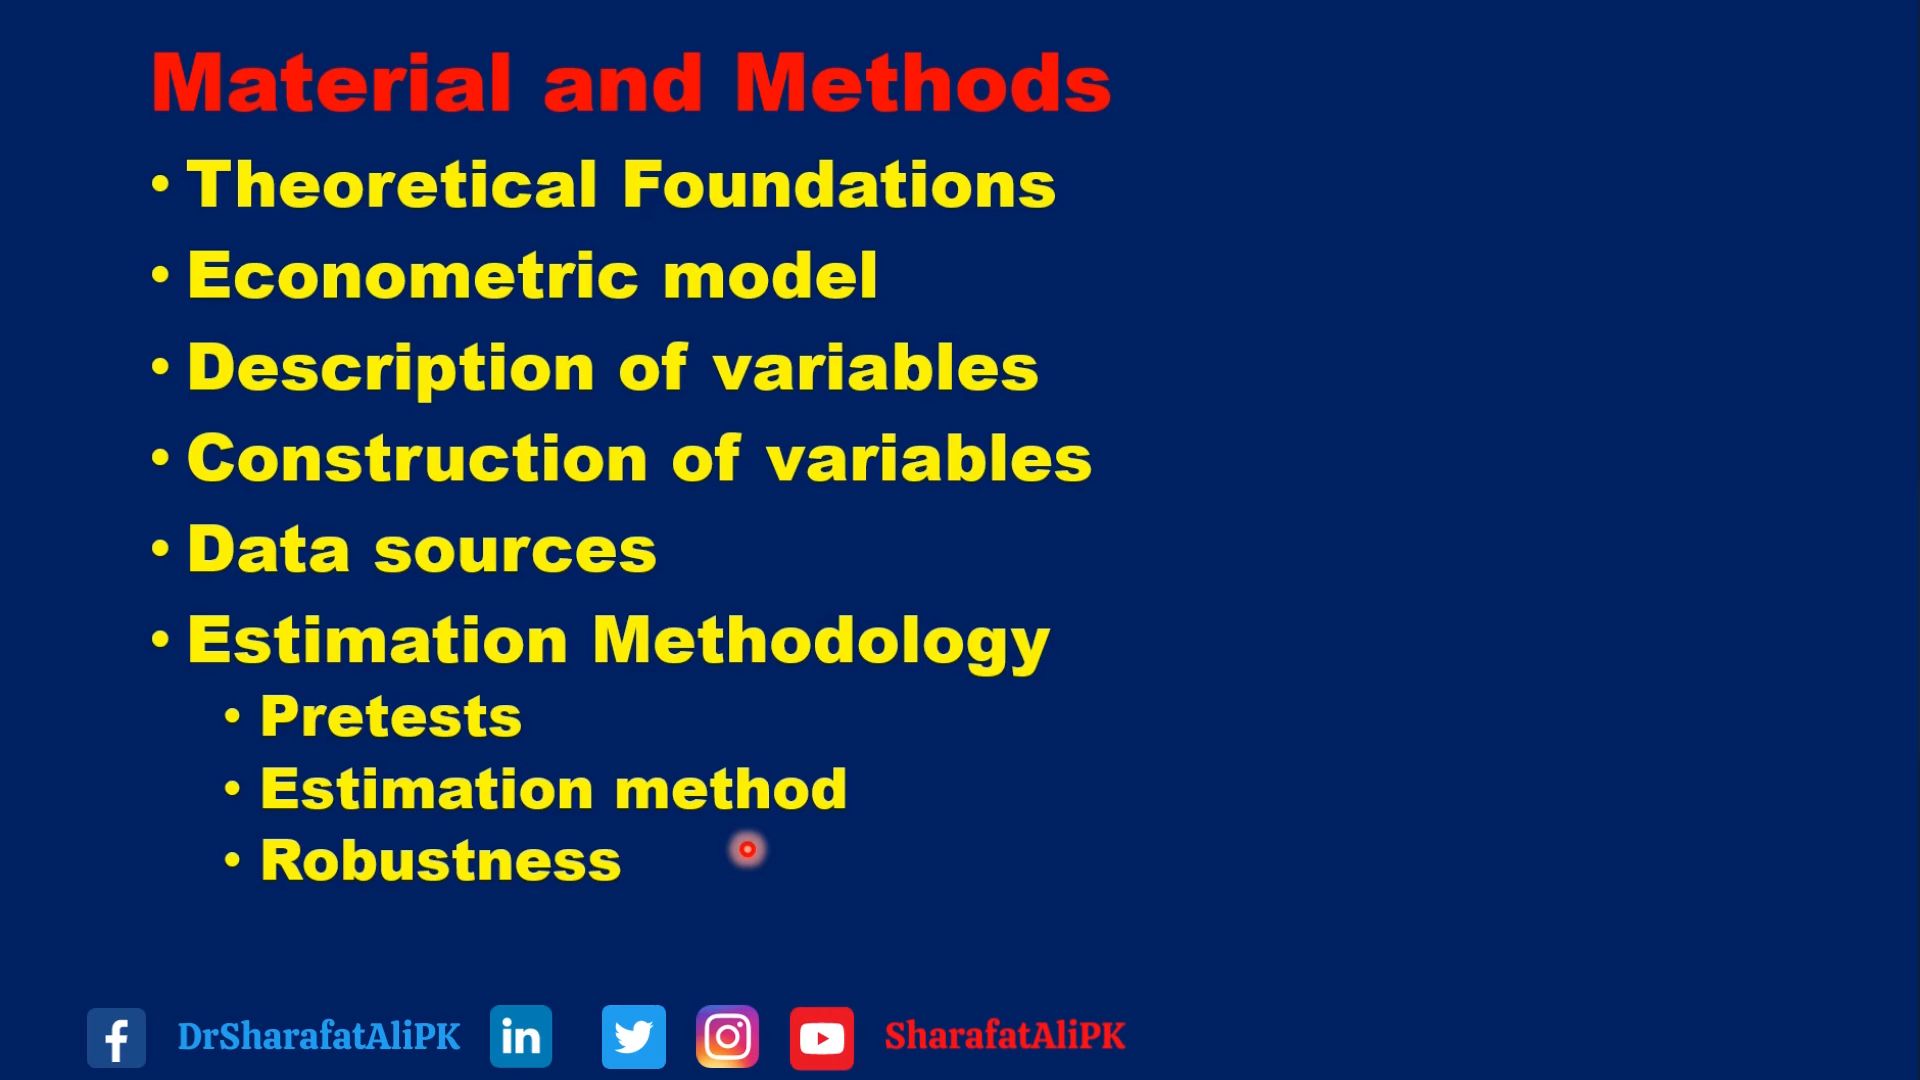 Material and Methods
• Theoretical Foundations
• Econometric model
• Description of variables
• Construction of variables
• Data sources
• Estimation Methodology
• Pretests
• Estimation method
• Robustness
f DrSharafatAliPK in SharafatAliPK